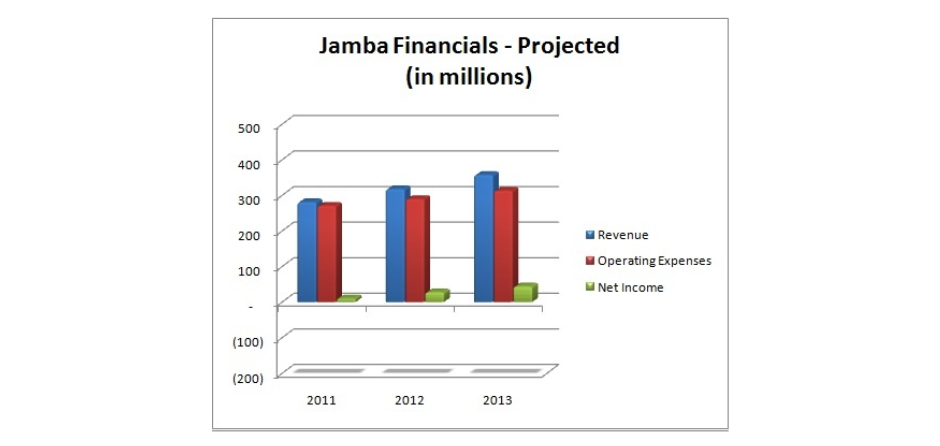 Jamba Financials - Projected
(in millions)
500
400
300
200
100
-
(100)
(200)
2011 2012 2013
Revenue
Operating Expenses
Net Income